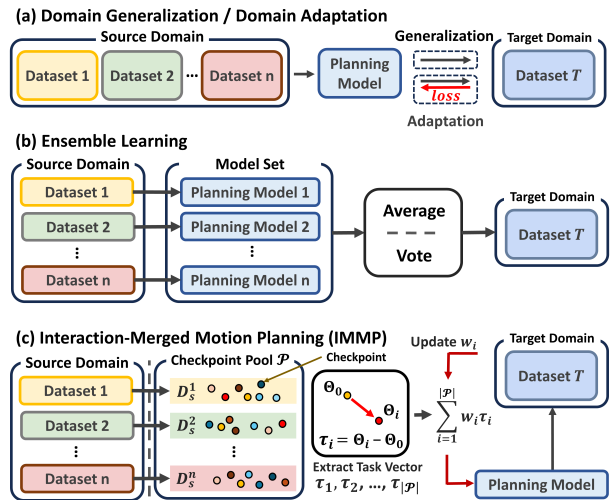 (a) Domain Generalization / Domain Adaptation
Source Domain
Dataset 1
Dataset 2
...
Dataset n
Planning Model
Generalization
loss
Adaptation
Target Domain
Dataset T
(b) Ensemble Learning
Source Domain
Model Set
Target Domain
Dataset 1
Planning Model 1
Dataset 2
Planning Model 2
⋮
⋮
Dataset n
Planning Model n
Average
Vote
Dataset T
(c) Interaction-Merged Motion Planning (IMMP)
Source Domain
Checkpoint Pool 𝒫
Checkpoint
Update wᵢ
Target Domain
Dataset 1
Dₛ¹
Dataset 2
Dₛ²
⋮
⋮
Dataset n
Dₛⁿ
Θ₀
Θᵢ
τᵢ = Θᵢ − Θ₀
Extract Task Vector
τ₁, τ₂, ..., τ|𝒫|
|𝒫|
∑ wᵢτᵢ
i=1
Dataset T
Planning Model